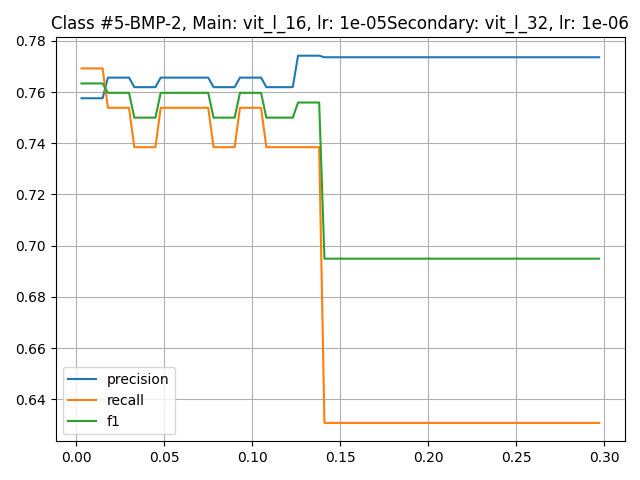 Class #5-BMP-2, Main: vit_l_16, lr: 1e-05Secondary: vit_l_32, lr: 1e-06
0.78
0.76
0.74
0.72
0.70
0.68
0.66
0.64
precision
recall
f1
0.00 0.05 0.10 0.15 0.20 0.25 0.30